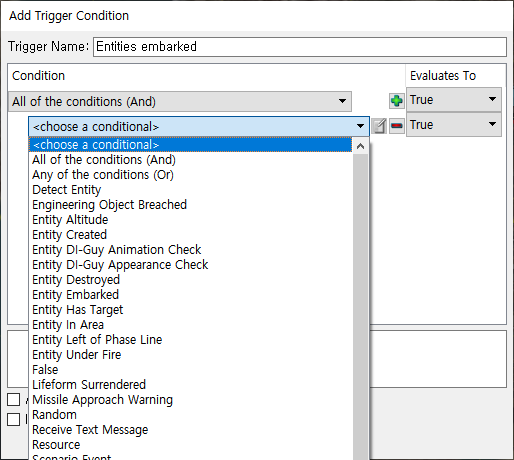 Add Trigger Condition
Trigger Name: Entities embarked
Condition Evaluates To
All of the conditions (And) True
<choose a conditional> True
<choose a conditional>
All of the conditions (And)
Any of the conditions (Or)
Detect Entity
Engineering Object Breached
Entity Altitude
Entity Created
Entity DI-Guy Animation Check
Entity DI-Guy Appearance Check
Entity Destroyed
Entity Embarked
Entity Has Target
Entity In Area
Entity Left of Phase Line
Entity Under Fire
False
Lifeform Surrendered
Missile Approach Warning
Random
Receive Text Message
Resource
Scenario Event